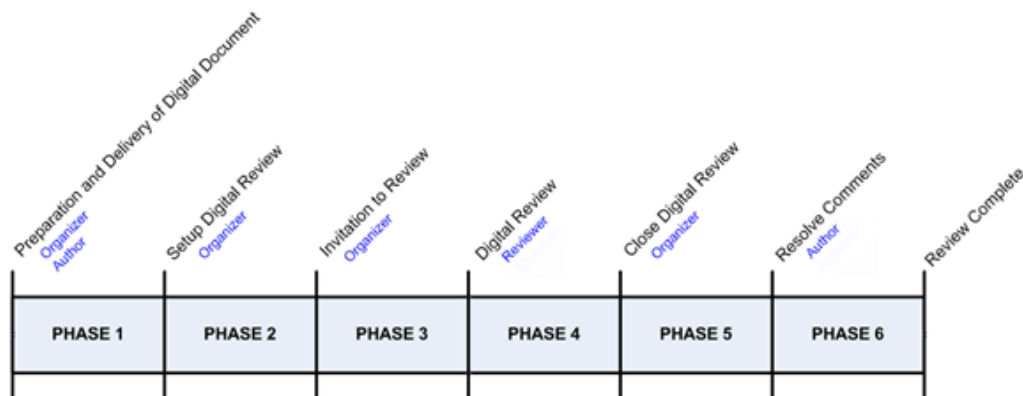 Preparation and Delivery of Digital Document
Organizer
Author
Setup Digital Review
Organizer
Invitation to Review
Organizer
Digital Review
Reviewer
Close Digital Review
Organizer
Resolve Comments
Author
Review Complete
PHASE 1
PHASE 2
PHASE 3
PHASE 4
PHASE 5
PHASE 6